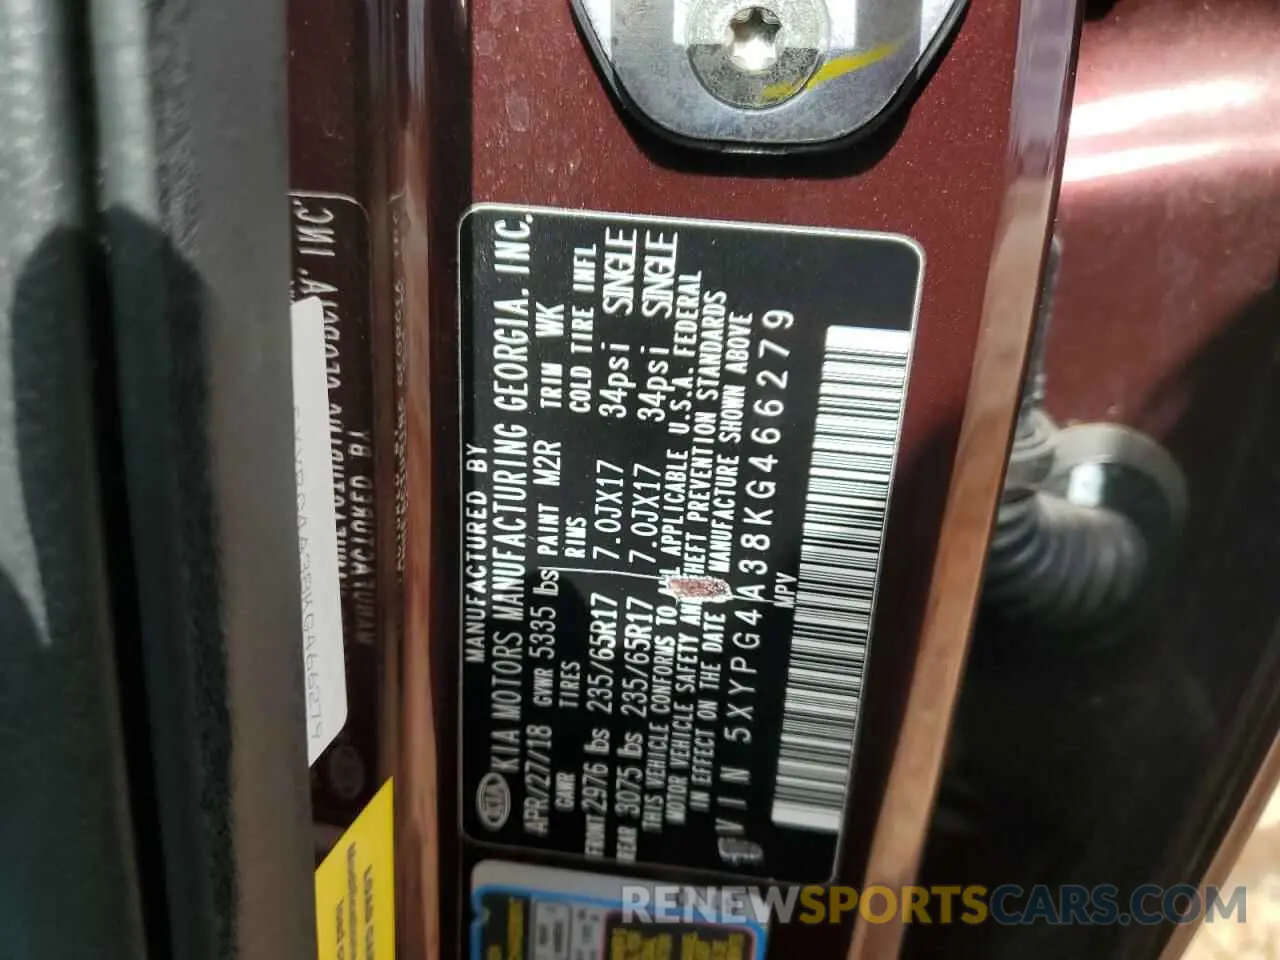 MANUFACTURED BY
KIA MOTORS MANUFACTURING GEORGIA, INC.
APR/27/18 GVWR 5335 lbs PAINT M2R TRIM WK
GAWR TIRES RIMS COLD TIRE INFL
FRONT 2976 lbs 235/65R17 7.0JX17 34psi SINGLE
REAR 3075 lbs 235/65R17 7.0JX17 34psi SINGLE
THIS VEHICLE CONFORMS TO ALL APPLICABLE U.S.A. FEDERAL
MOTOR VEHICLE SAFETY AND THEFT PREVENTION STANDARDS
IN EFFECT ON THE DATE MANUFACTURE SHOWN ABOVE
VIN 5XYPG4A38KG466279
MPV
KIA
RENEWSPORTSCARS.COM